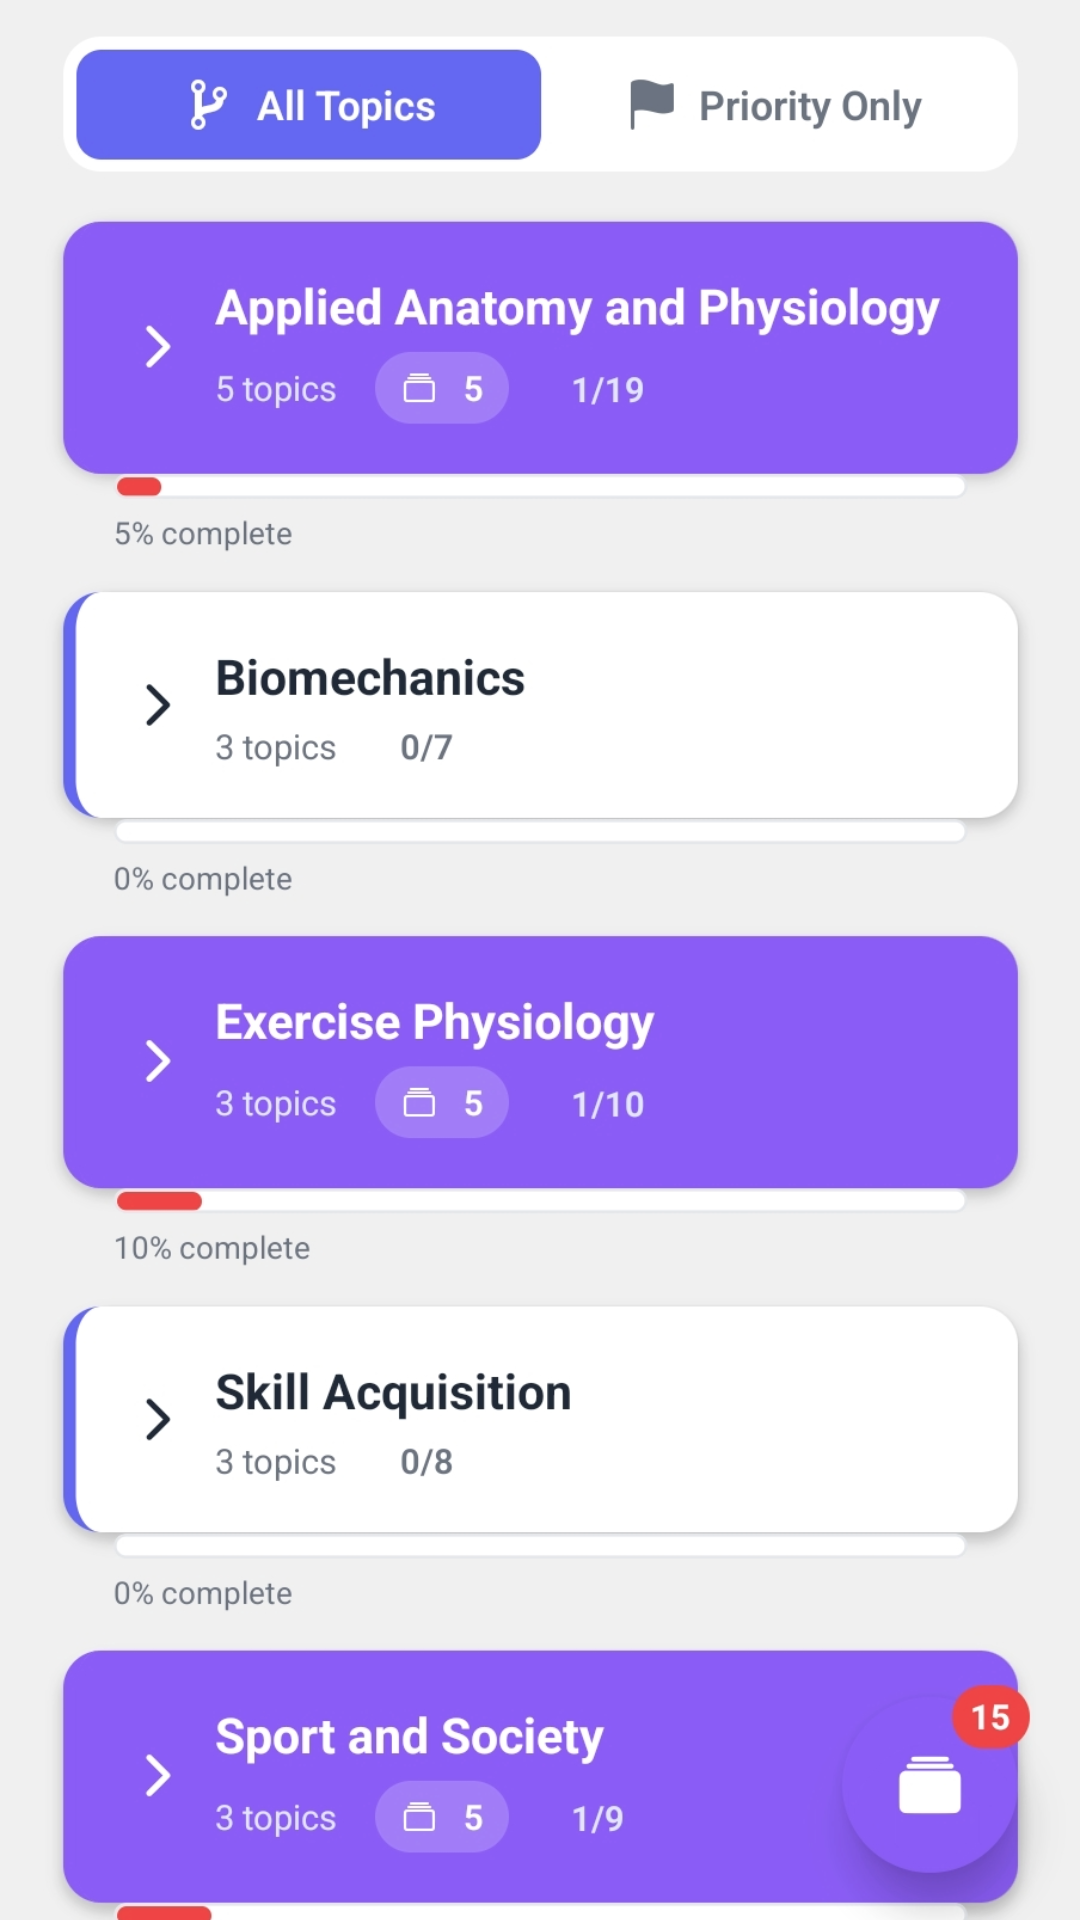 All Topics
Priority Only
Applied Anatomy and Physiology
5 topics 5 1/19
5% complete
Biomechanics
3 topics 0/7
0% complete
Exercise Physiology
3 topics 5 1/10
10% complete
Skill Acquisition
3 topics 0/8
0% complete
15
Sport and Society
3 topics 5 1/9